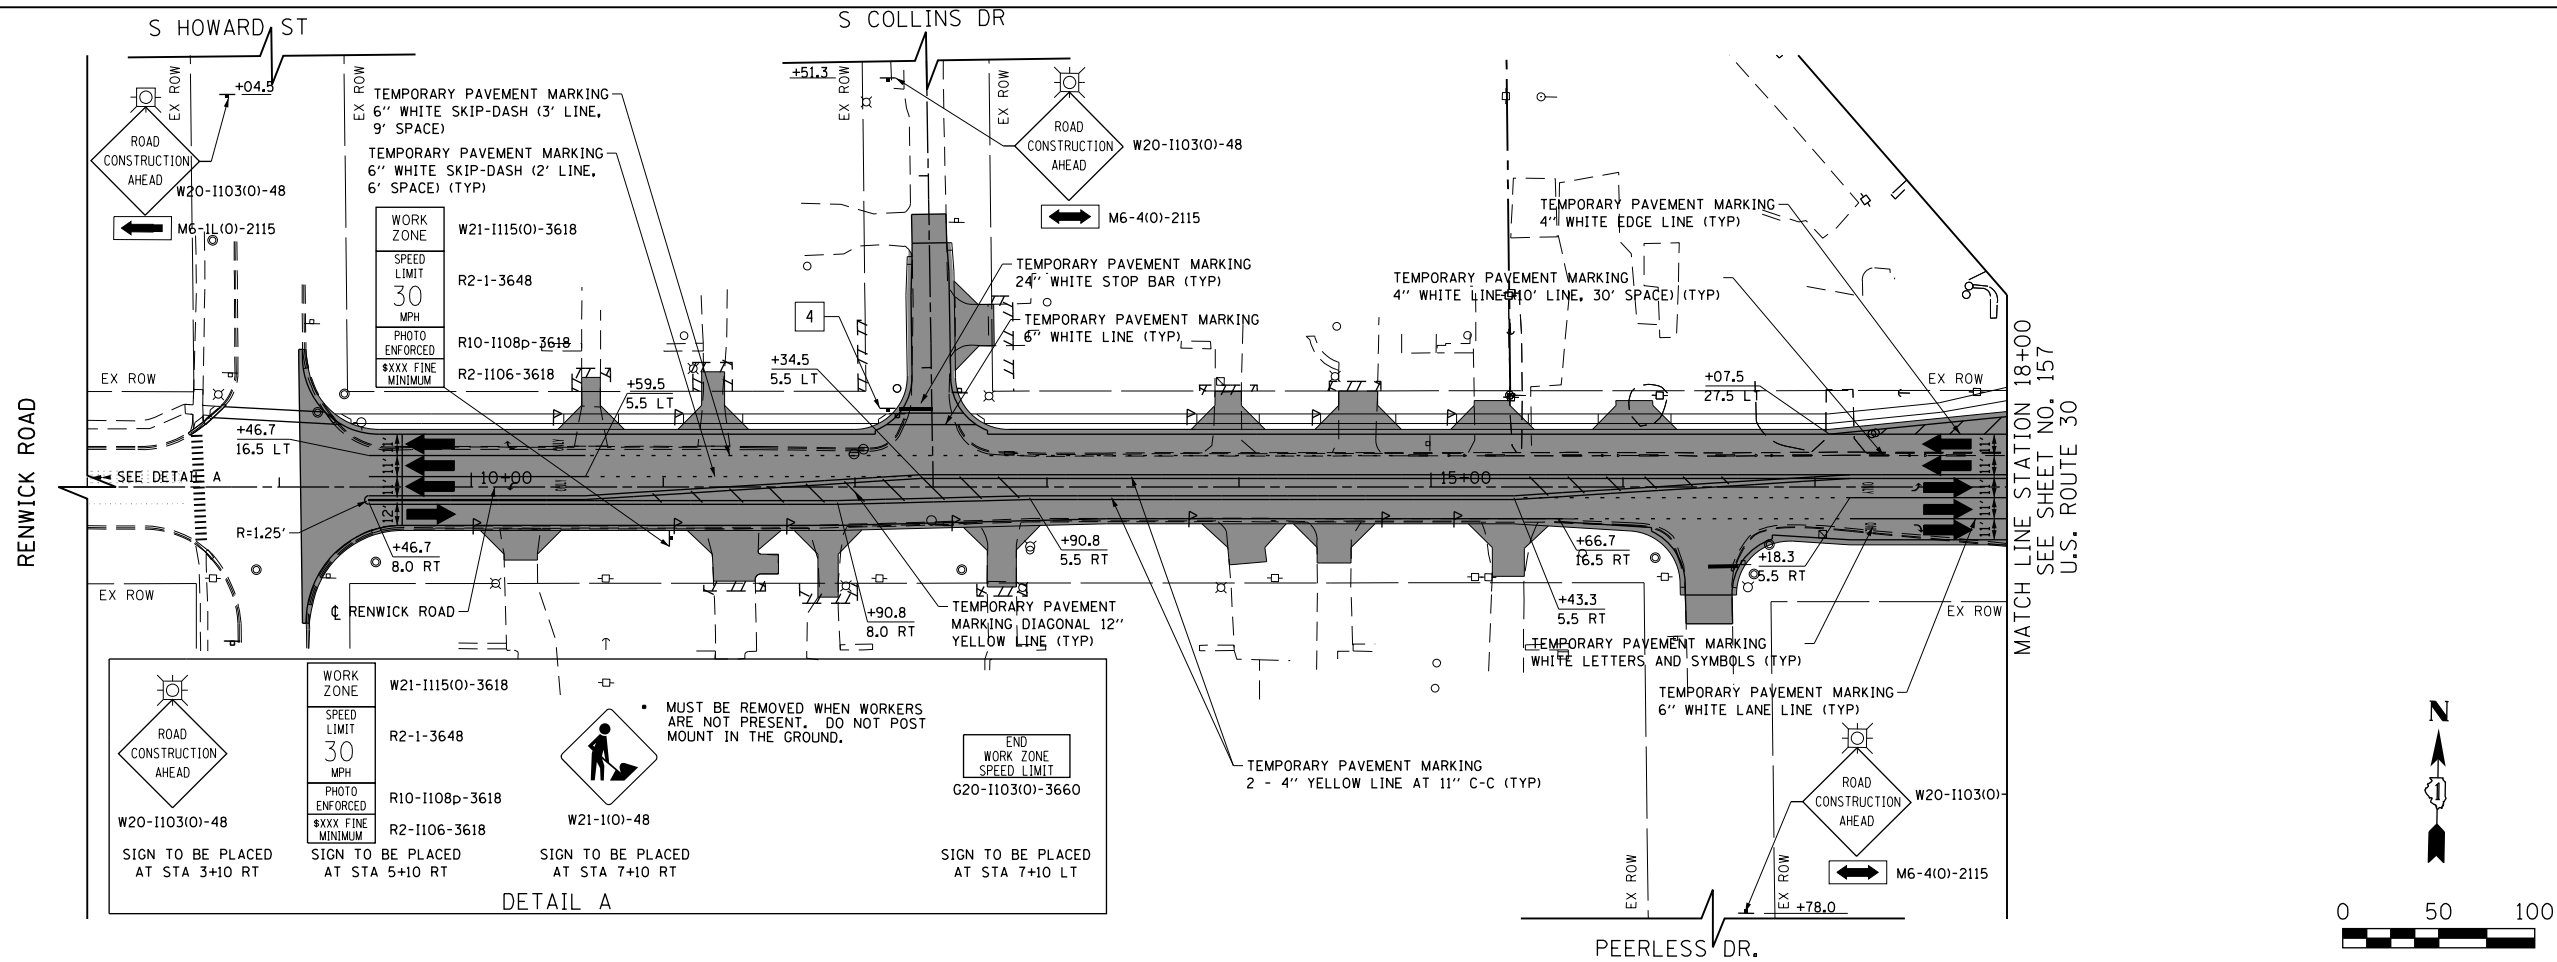 S HOWARD ST
S COLLINS DR
EX ROW
EX ROW
EX ROW
EX ROW
+04.5
+51.3
ROAD
CONSTRUCTION
AHEAD
W20-I103(0)-48
M6-1L(0)-2115
TEMPORARY PAVEMENT MARKING
6" WHITE SKIP-DASH (3' LINE,
9' SPACE)
TEMPORARY PAVEMENT MARKING
6" WHITE SKIP-DASH (2' LINE,
6' SPACE) (TYP)
WORK
ZONE
W21-I115(0)-3618
SPEED
LIMIT
30
MPH
R2-1-3648
PHOTO
ENFORCED
R10-I108p-3618
$XXX FINE
MINIMUM
R2-I106-3618
ROAD
CONSTRUCTION
AHEAD
W20-I103(0)-48
M6-4(0)-2115
TEMPORARY PAVEMENT MARKING
24" WHITE STOP BAR (TYP)
TEMPORARY PAVEMENT MARKING
6" WHITE LINE (TYP)
4
TEMPORARY PAVEMENT MARKING
4" WHITE EDGE LINE (TYP)
TEMPORARY PAVEMENT MARKING
4" WHITE LINE (10' LINE, 30' SPACE) (TYP)
+59.5
5.5 LT
+34.5
5.5 LT
+07.5
27.5 LT
EX ROW
EX ROW
+46.7
16.5 LT
SEE DETAIL A
RENWICK ROAD
10+00
15+00
11'
11'
11'
12'
11'
11'
11'
11'
11'
ONLY
ONLY
ONLY
ONLY
R=1.25'
+46.7
8.0 RT
+90.8
8.0 RT
+90.8
5.5 RT
+66.7
16.5 RT
+43.3
5.5 RT
+18.3
5.5 RT
EX ROW
EX ROW
℄ RENWICK ROAD
TEMPORARY PAVEMENT
MARKING DIAGONAL 12"
YELLOW LINE (TYP)
TEMPORARY PAVEMENT MARKING
WHITE LETTERS AND SYMBOLS (TYP)
TEMPORARY PAVEMENT MARKING
6" WHITE LANE LINE (TYP)
TEMPORARY PAVEMENT MARKING
2 - 4" YELLOW LINE AT 11" C-C (TYP)
MATCH LINE STATION 18+00
SEE SHEET NO. 157
U.S. ROUTE 30
ROAD
CONSTRUCTION
AHEAD
W20-I103(0)-48
SIGN TO BE PLACED
AT STA 3+10 RT
WORK
ZONE
W21-I115(0)-3618
SPEED
LIMIT
30
MPH
R2-1-3648
PHOTO
ENFORCED
R10-I108p-3618
$XXX FINE
MINIMUM
R2-I106-3618
SIGN TO BE PLACED
AT STA 5+10 RT
• MUST BE REMOVED WHEN WORKERS
ARE NOT PRESENT. DO NOT POST
MOUNT IN THE GROUND.
W21-1(0)-48
SIGN TO BE PLACED
AT STA 7+10 RT
END
WORK ZONE
SPEED LIMIT
G20-I103(0)-3660
SIGN TO BE PLACED
AT STA 7+10 LT
DETAIL A
ROAD
CONSTRUCTION
AHEAD
W20-I103(0)-
M6-4(0)-2115
EX ROW
EX ROW
+78.0
PEERLESS DR.
N
1
0 50 100